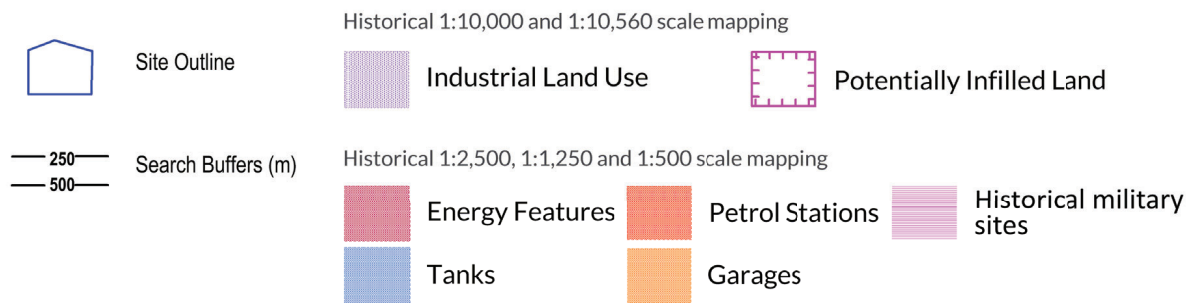 Historical 1:10,000 and 1:10,560 scale mapping
Site Outline
Industrial Land Use
Potentially Infilled Land
250
500
Search Buffers (m)
Historical 1:2,500, 1:1,250 and 1:500 scale mapping
Energy Features
Petrol Stations
Historical military
sites
Tanks
Garages